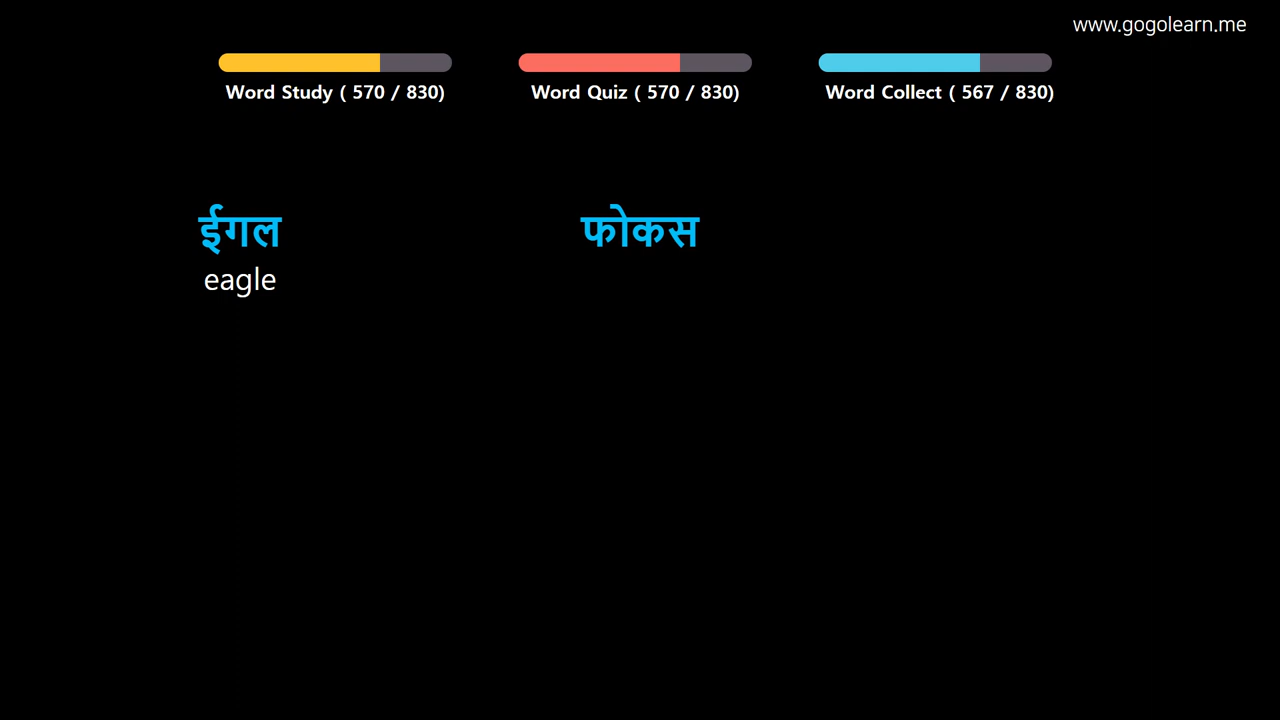 www.gogolearn.me
Word Study ( 570 / 830)
Word Quiz ( 570 / 830)
Word Collect ( 567 / 830)
ईगल
फोकस
eagle